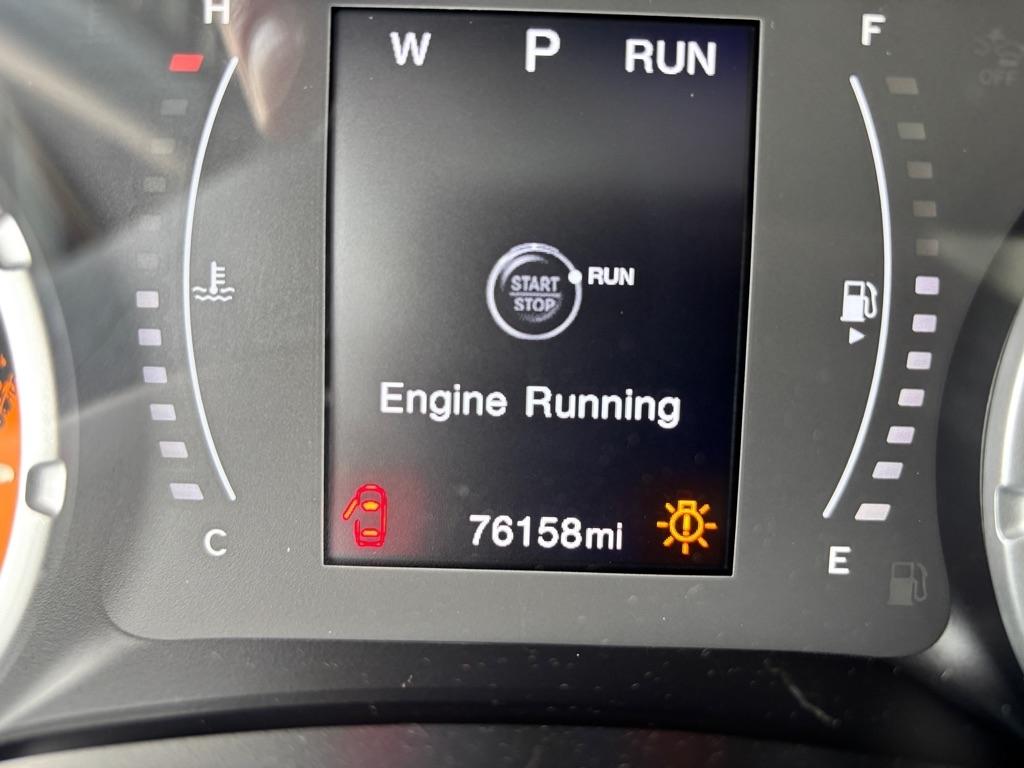 H
W P RUN
F
OFF
START
STOP
RUN
Engine Running
76158mi
C
E